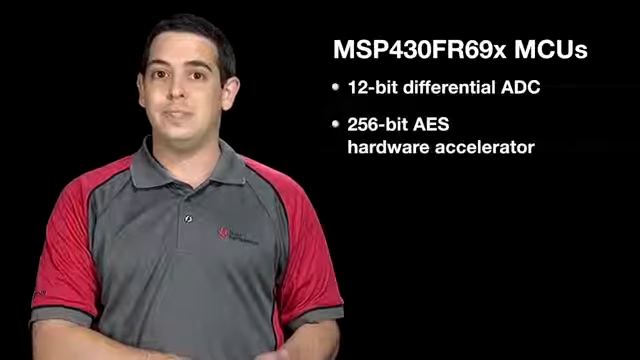 MSP430FR69x MCUs
12-bit differential ADC
256-bit AES
hardware accelerator